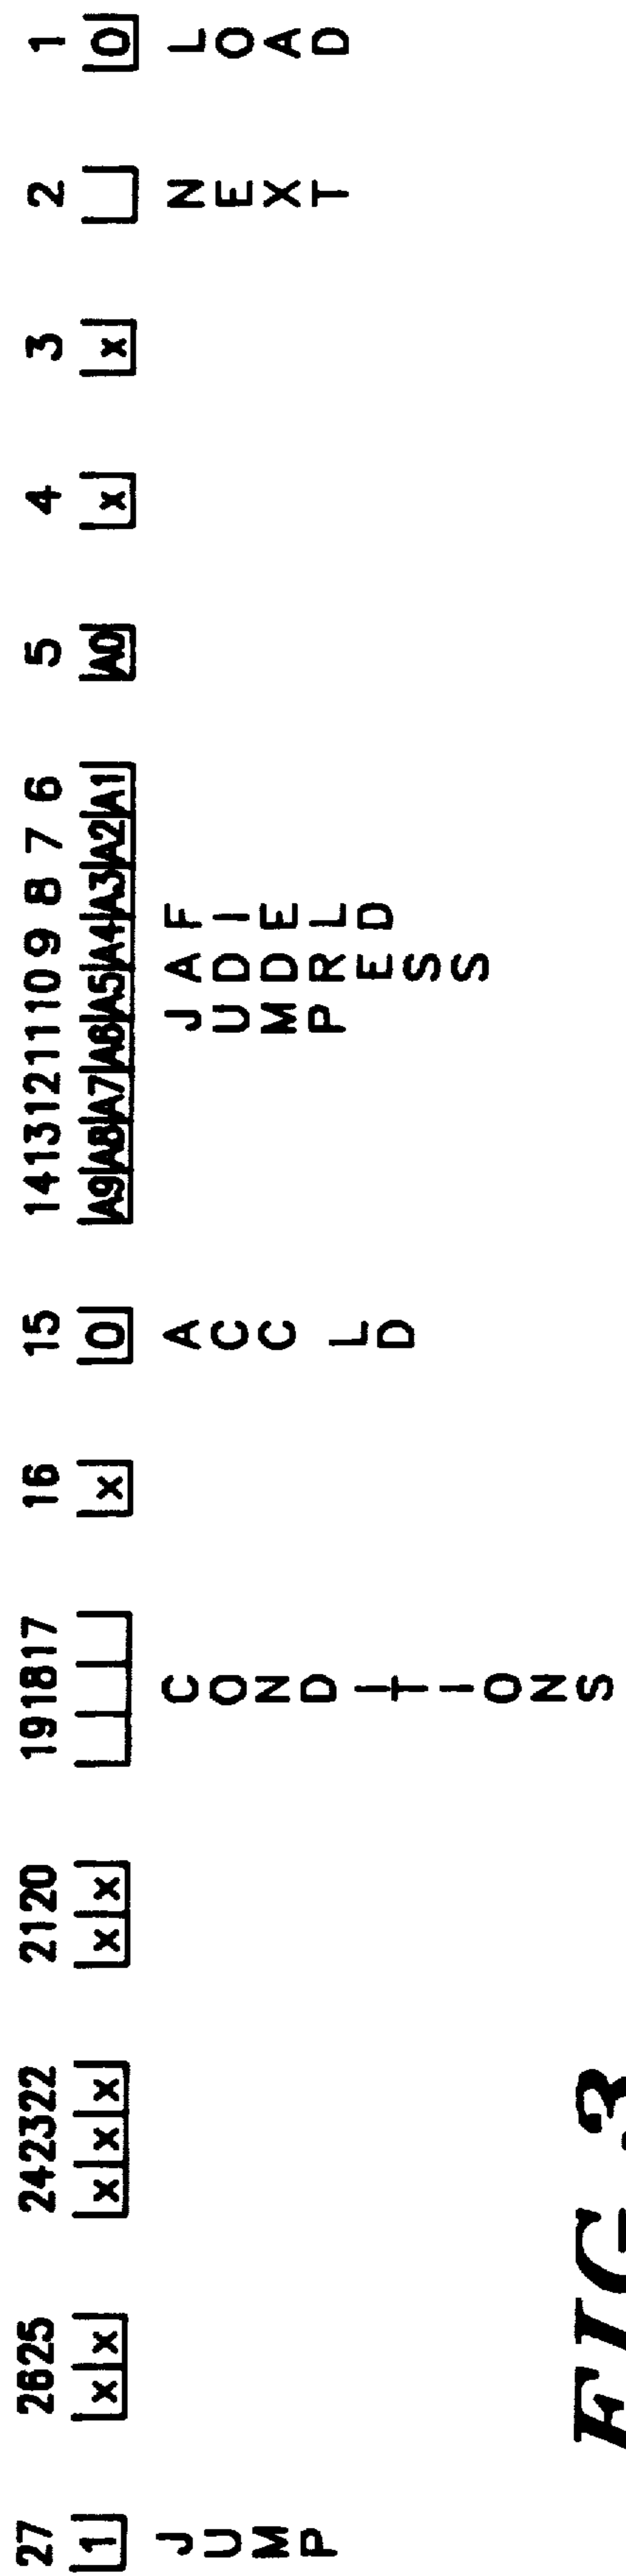 27 2625 242322 2120 191817 16 15 14131211109 8 7 6 5 4 3 2 1
1 x x x x x x x x 0 A9 A8 A7 A6 A5 A4 A3 A2 A1 A0 x x 0
JUMP
CONDITIONS
ACC LD
JUMP
ADDRESS
FIELD
NEXT
LOAD
FIG. 3